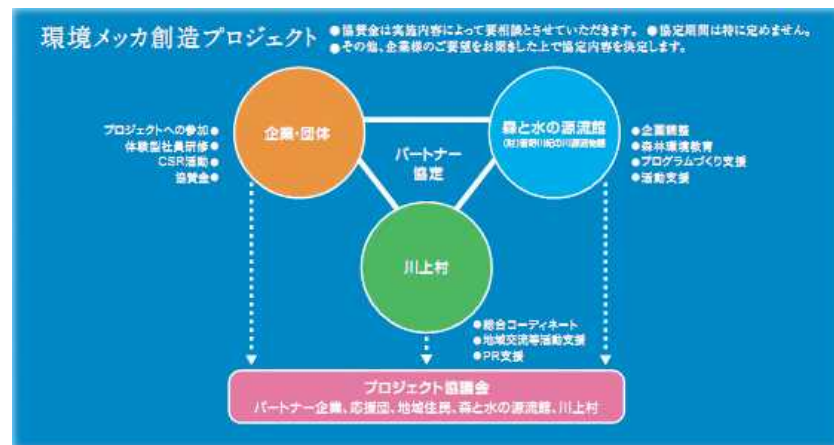 環境メッカ創造プロジェクト
●協賛金は実施内容によって要相談とさせていただきます。 ●協定期間は特に定めません。
●その他、企業様のご要望をお聞きした上で協定内容を決定します。
企業・団体
プロジェクトへの参加●
体験型社員研修●
CSR活動●
協賛金●
パートナー
協定
森と水の源流館
●企画調整
●森林環境教育
●プログラムづくり支援
●活動支援
川上村
●総合コーディネート
●地域交流等活動支援
●PR支援
プロジェクト協議会
パートナー企業、応援団、地域住民、森と水の源流館、川上村